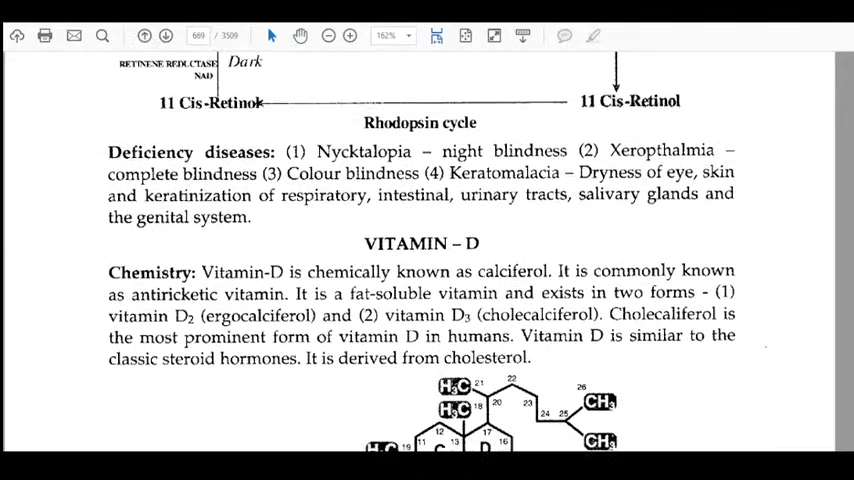 669 / 3509
162%
RETINENE REDUCTASE Dark
NAD
11 Cis-Retinol 11 Cis-Retinol
Rhodopsin cycle
Deficiency diseases: (1) Nycktalopia – night blindness (2) Xeropthalmia –
complete blindness (3) Colour blindness (4) Keratomalacia – Dryness of eye, skin
and keratinization of respiratory, intestinal, urinary tracts, salivary glands and
the genital system.
VITAMIN – D
Chemistry: Vitamin-D is chemically known as calciferol. It is commonly known
as antiricketic vitamin. It is a fat-soluble vitamin and exists in two forms - (1)
vitamin D2 (ergocalciferol) and (2) vitamin D3 (cholecalciferol). Cholecaliferol is
the most prominent form of vitamin D in humans. Vitamin D is similar to the
classic steroid hormones. It is derived from cholesterol.
H3C 21 22 26
H3C 18 20 23 CH3
24 25
12 17
19 11 13 16 CH3
H3C C D